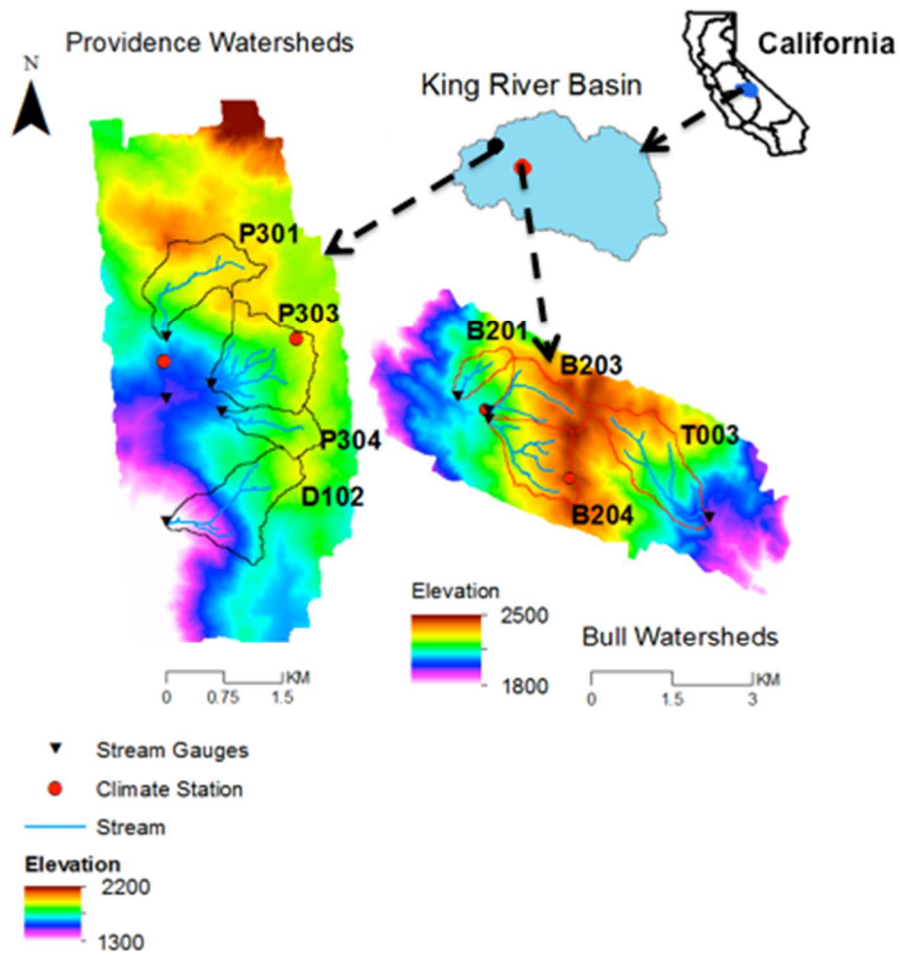 Providence Watersheds
California
King River Basin
N
P301
P303
P304
D102
B201
B203
T003
B204
Elevation
2500
1800
Bull Watersheds
KM
0 0.75 1.5
KM
0 1.5 3
Stream Gauges
Climate Station
Stream
Elevation
2200
1300